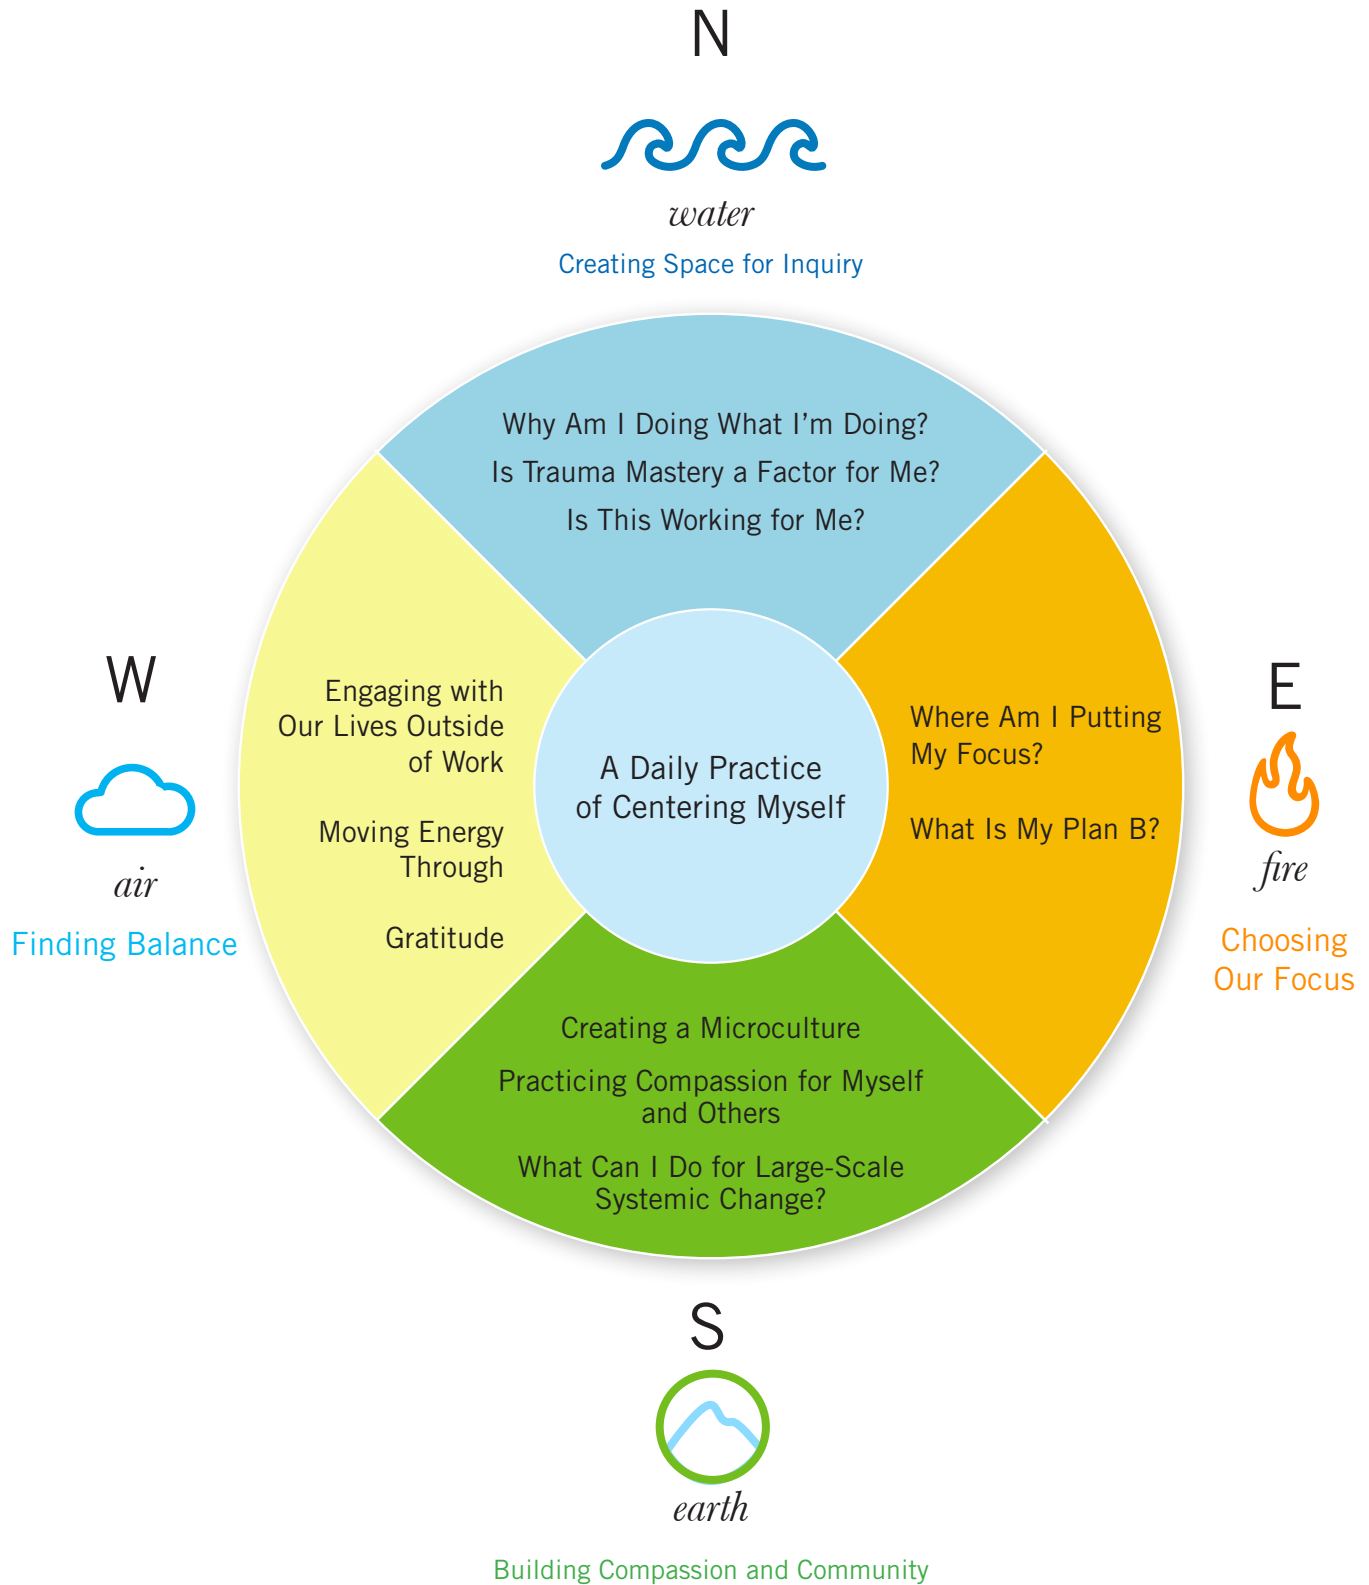 N
water
Creating Space for Inquiry
Why Am I Doing What I’m Doing?
Is Trauma Mastery a Factor for Me?
Is This Working for Me?
W
air
Finding Balance
Engaging with
Our Lives Outside
of Work
Moving Energy
Through
Gratitude
A Daily Practice
of Centering Myself
Where Am I Putting
My Focus?
What Is My Plan B?
E
fire
Choosing
Our Focus
Creating a Microculture
Practicing Compassion for Myself
and Others
What Can I Do for Large-Scale
Systemic Change?
S
earth
Building Compassion and Community